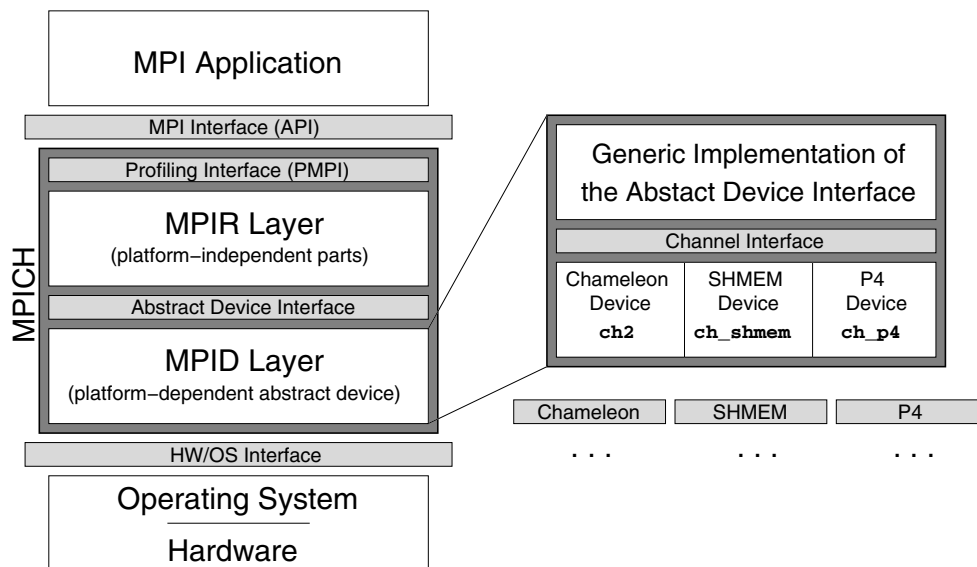 MPI Application
MPI Interface (API)
MPICH
Profiling Interface (PMPI)
MPIR Layer
(platform−independent parts)
Abstract Device Interface
MPID Layer
(platform−dependent abstract device)
HW/OS Interface
Operating System
Hardware
Generic Implementation of
the Abstact Device Interface
Channel Interface
Chameleon
Device
ch2
SHMEM
Device
ch_shmem
P4
Device
ch_p4
Chameleon
SHMEM
P4
. . .
. . .
. . .